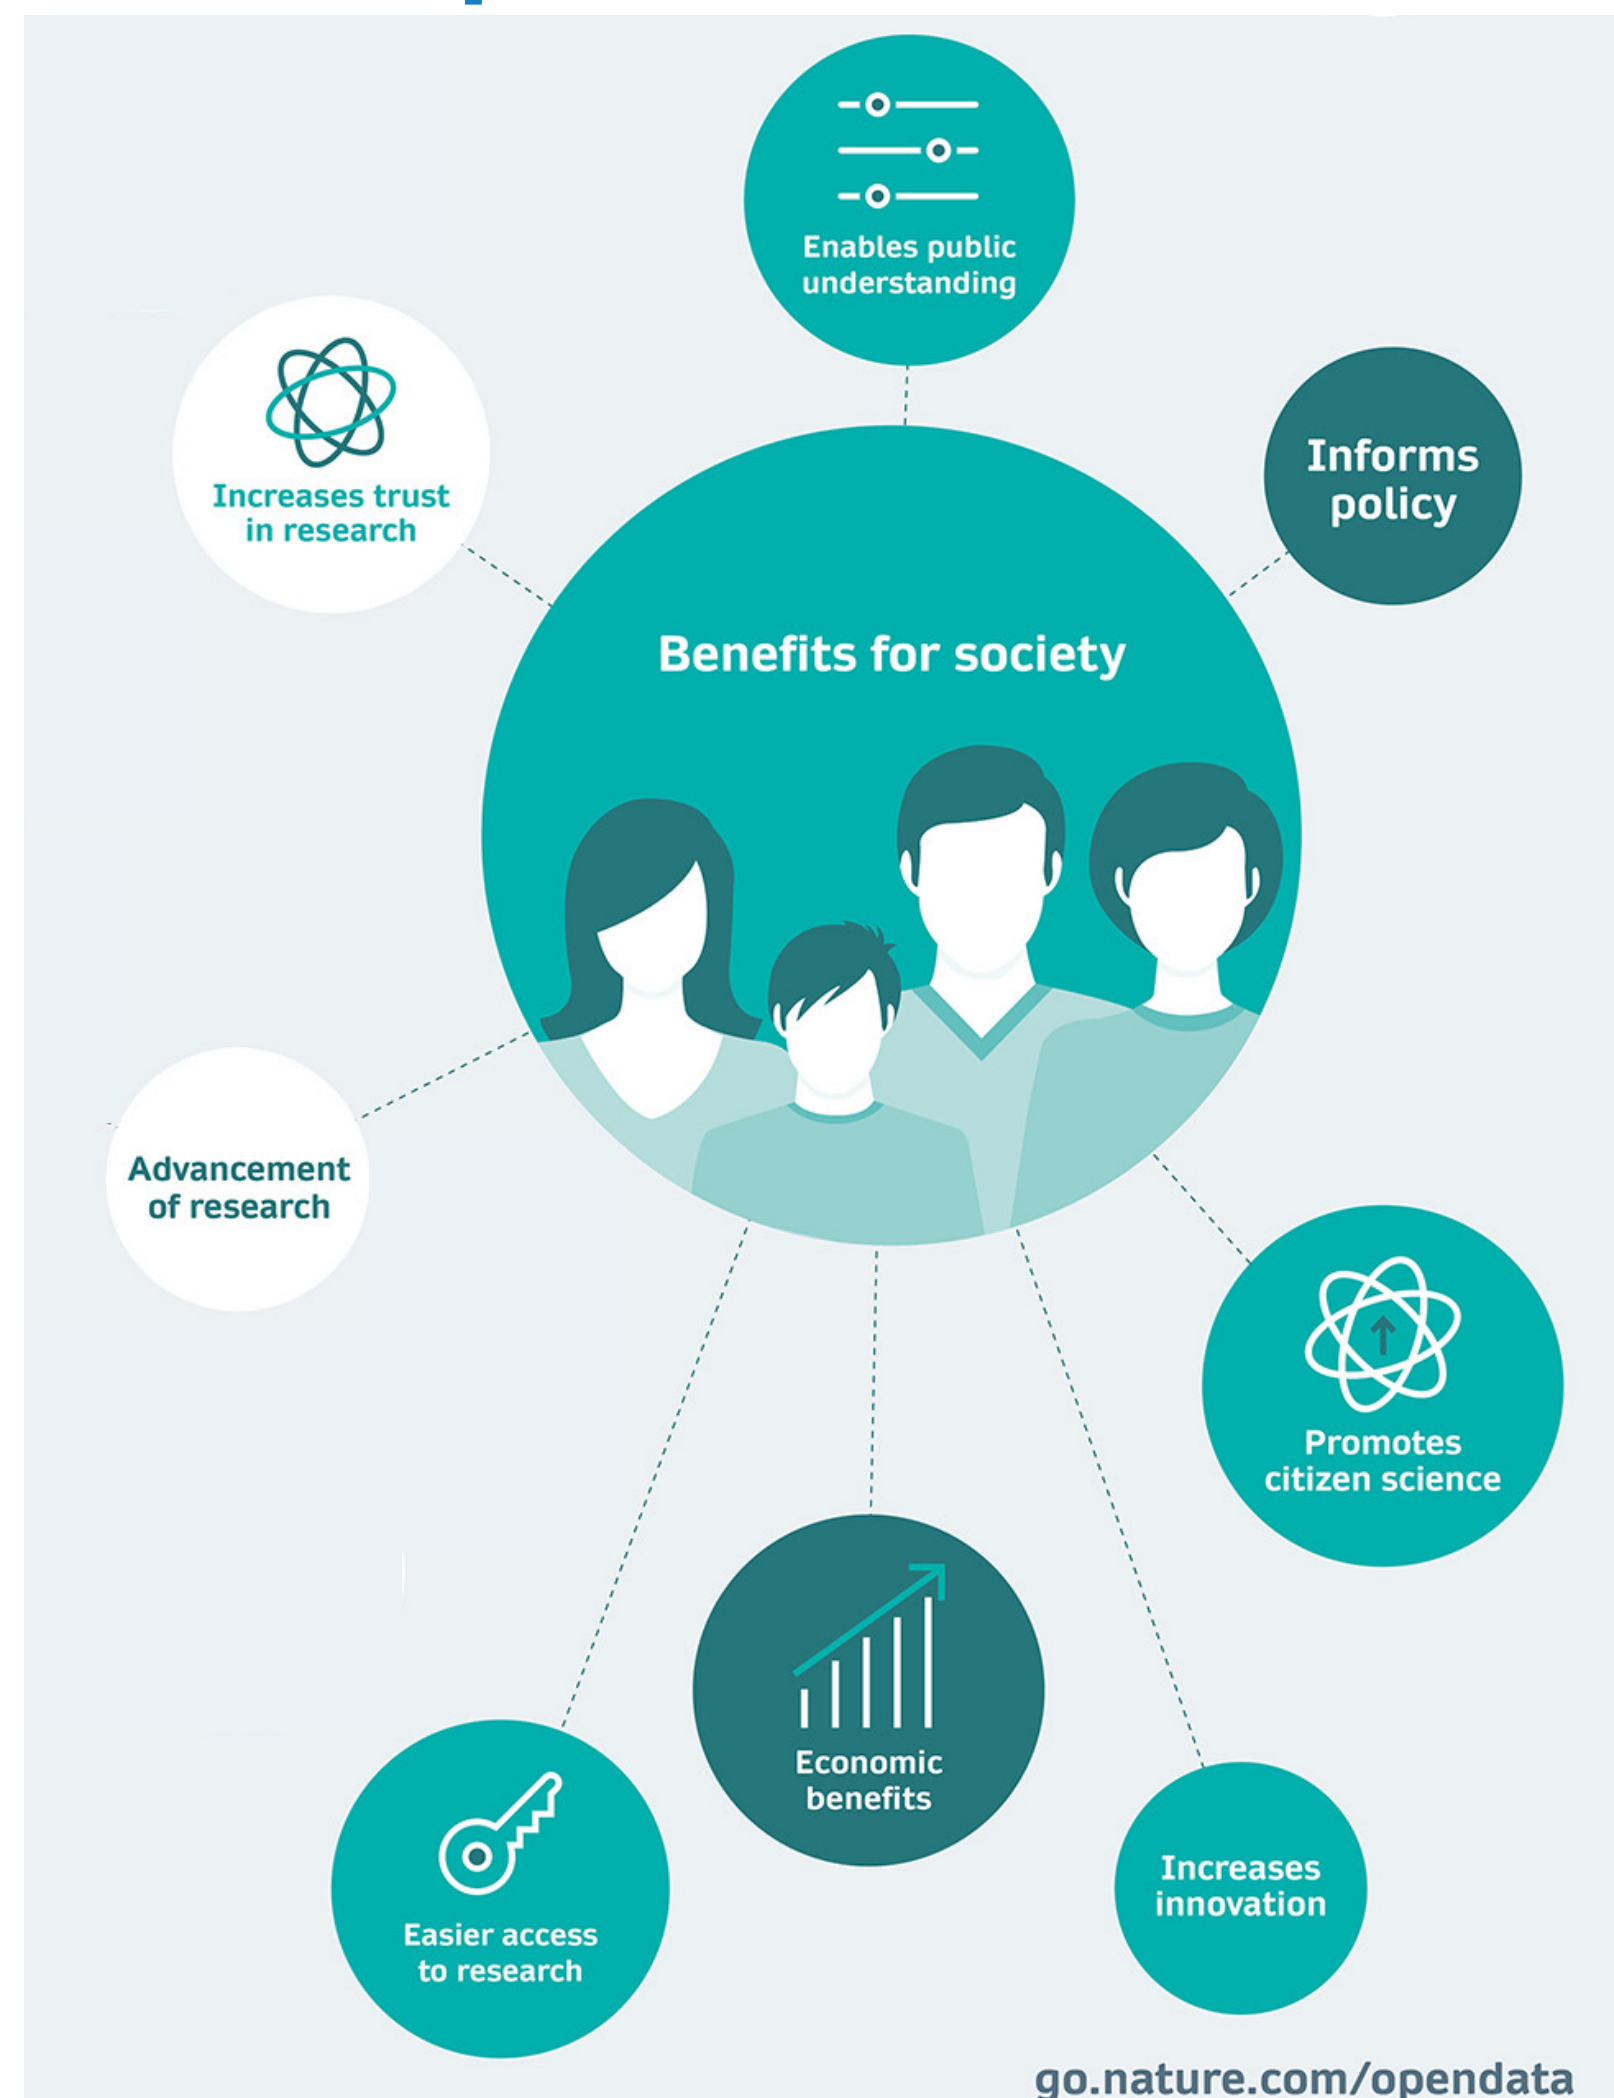 Enables public
understanding
Increases trust
in research
Informs
policy
Benefits for society
Advancement
of research
Promotes
citizen science
Economic
benefits
Increases
innovation
Easier access
to research
go.nature.com/opendata